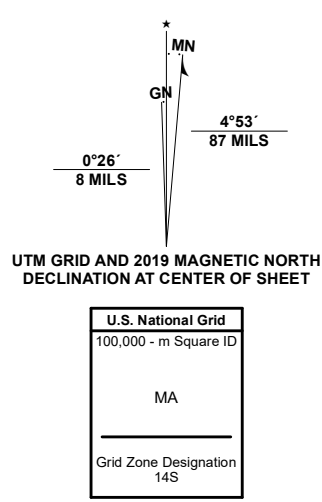 ★
MN
GN
4°53´
87 MILS
0°26´
8 MILS
UTM GRID AND 2019 MAGNETIC NORTH
DECLINATION AT CENTER OF SHEET
U.S. National Grid
100,000 - m Square ID
MA
Grid Zone Designation
14S